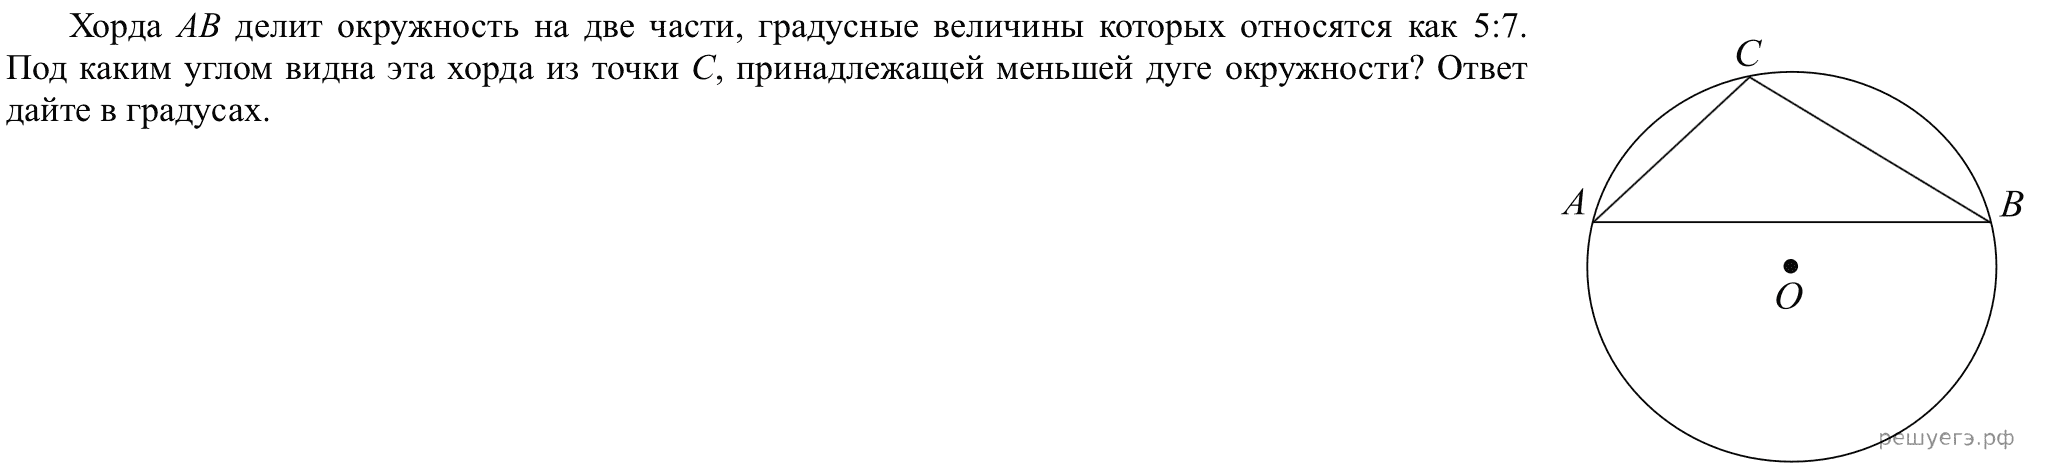 Хорда AB делит окружность на две части, градусные величины которых относятся как 5:7.
Под каким углом видна эта хорда из точки C, принадлежащей меньшей дуге окружности? Ответ
дайте в градусах.
C
A
B
O
решуегэ.рф